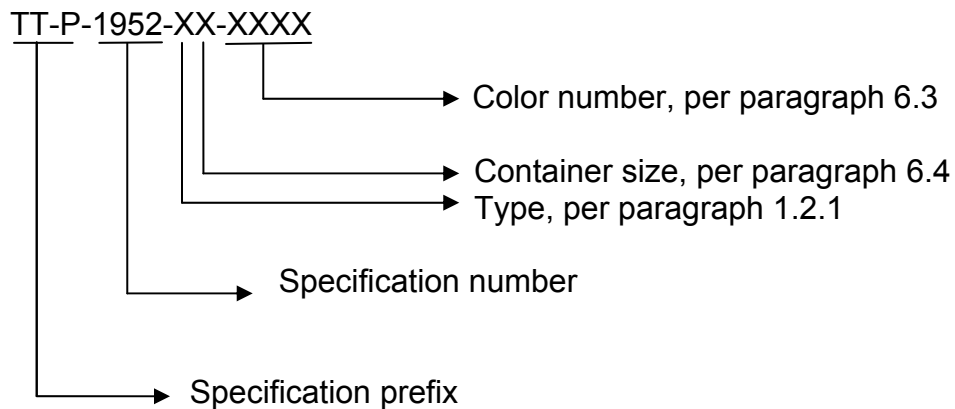 TT-P-1952-XX-XXXX
Color number, per paragraph 6.3
Container size, per paragraph 6.4
Type, per paragraph 1.2.1
Specification number
Specification prefix